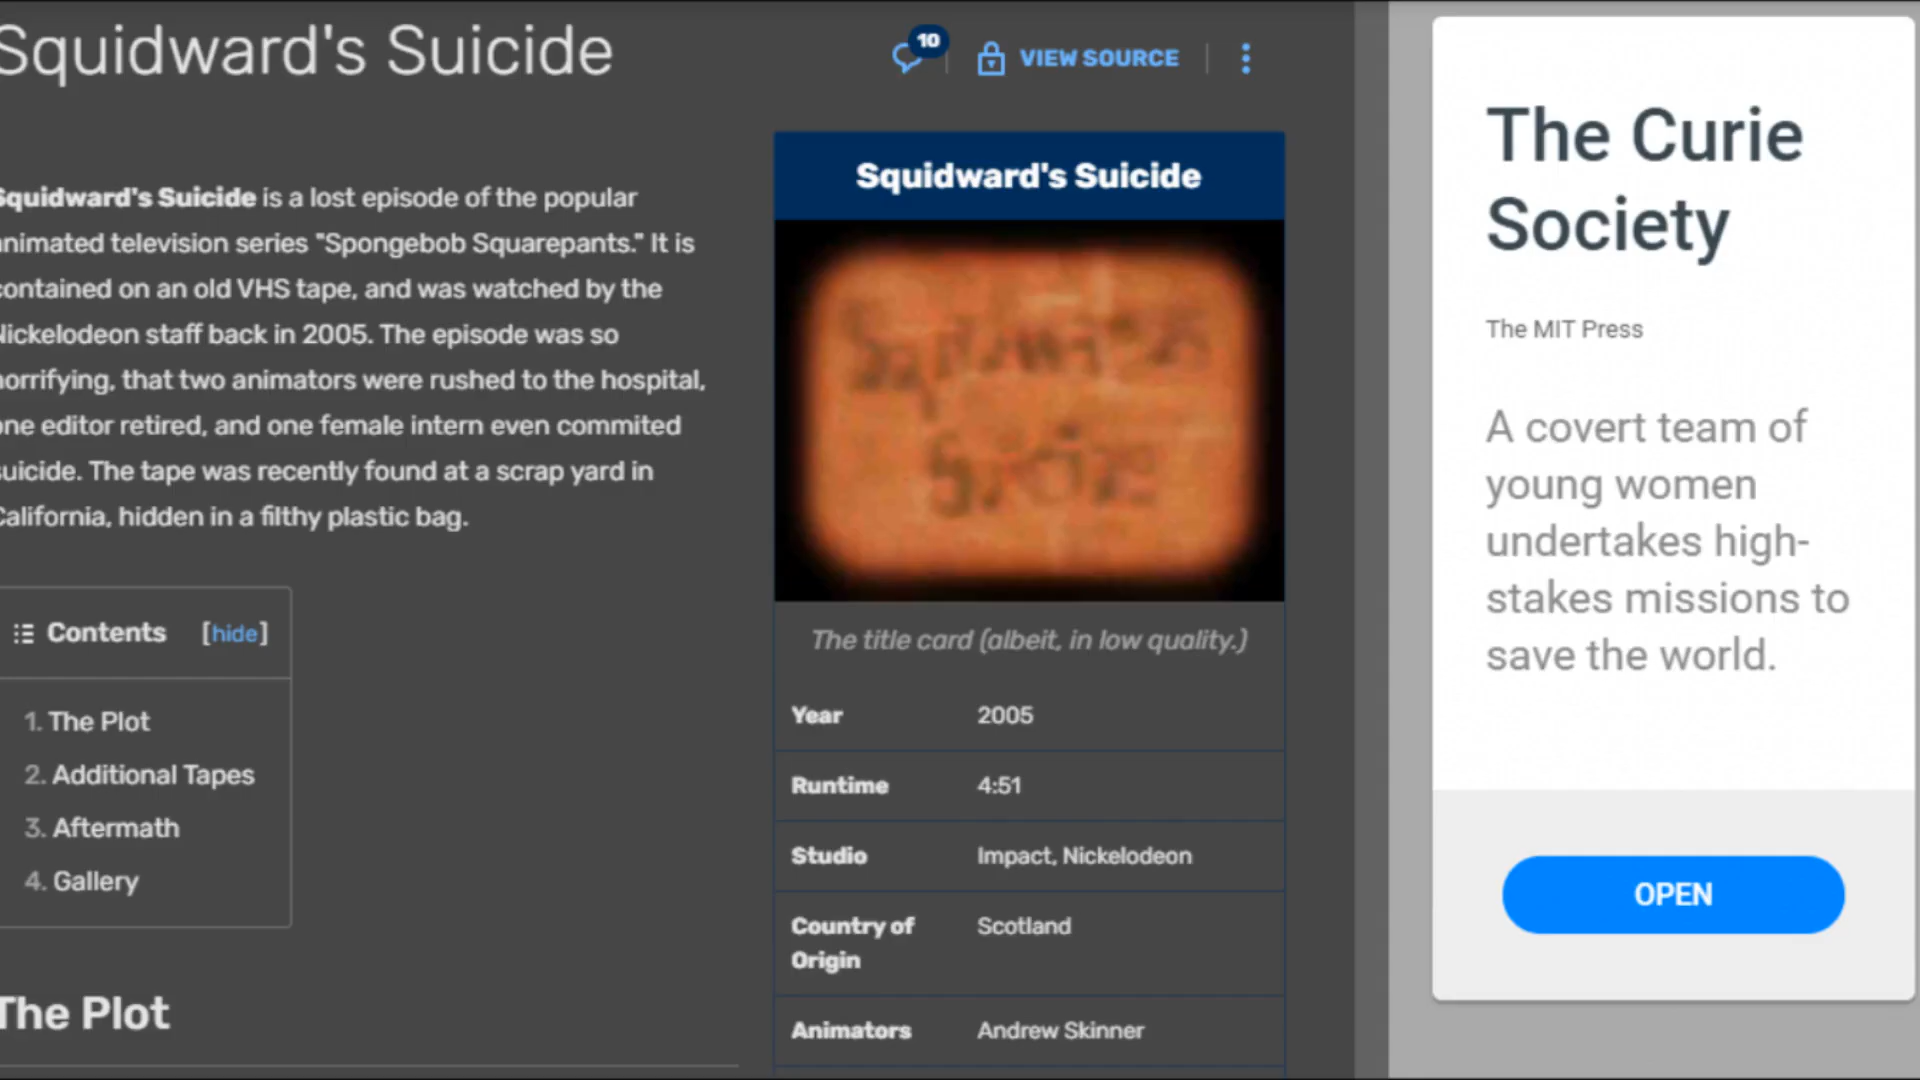 Squidward's Suicide
10
VIEW SOURCE
Squidward's Suicide is a lost episode of the popular
animated television series "Spongebob Squarepants." It is
contained on an old VHS tape, and was watched by the
Nickelodeon staff back in 2005. The episode was so
horrifying, that two animators were rushed to the hospital,
one editor retired, and one female intern even commited
suicide. The tape was recently found at a scrap yard in
California, hidden in a filthy plastic bag.
Contents [hide]
1. The Plot
2. Additional Tapes
3. Aftermath
4. Gallery
The Plot
Squidward's Suicide
The title card (albeit, in low quality.)
Year 2005
Runtime 4:51
Studio Impact, Nickelodeon
Country of Scotland
Origin
Animators Andrew Skinner
The Curie
Society
The MIT Press
A covert team of
young women
undertakes high-
stakes missions to
save the world.
OPEN